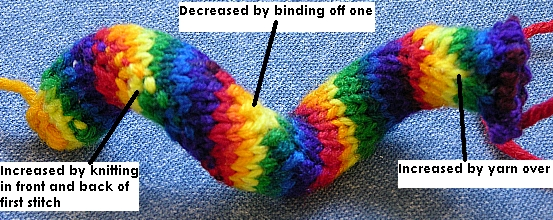 Decreased by binding off one
Increased by knitting
in front and back of
first stitch
Increased by yarn over